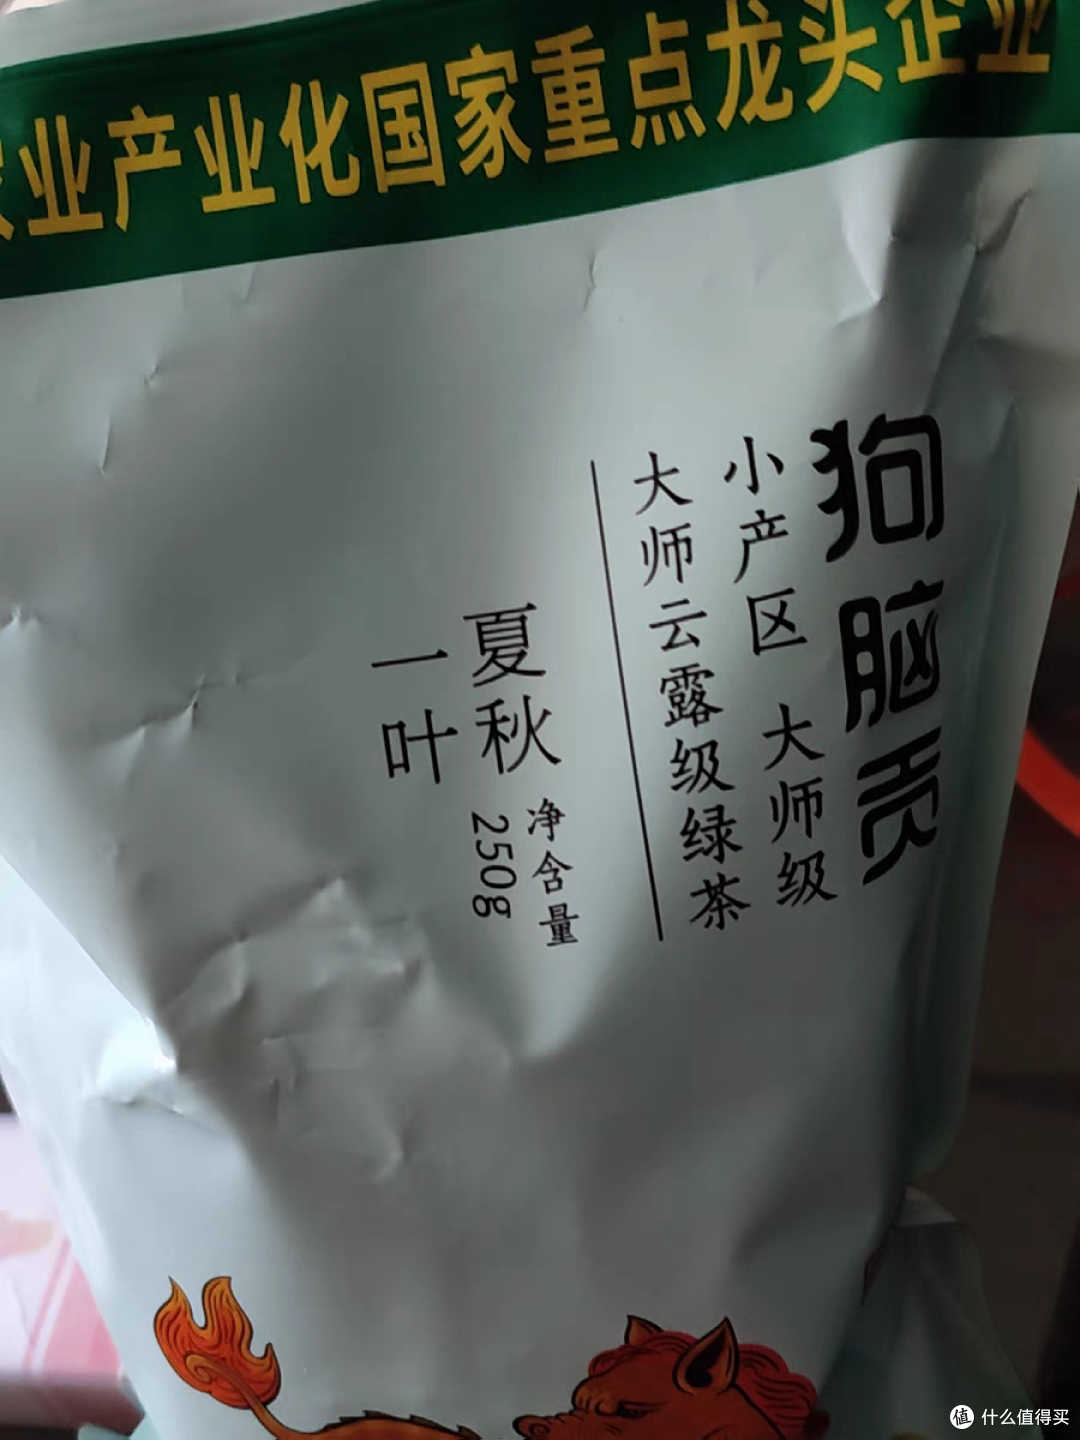 农业产业化国家重点龙头企业
狗脑贡
小产区 大师级
大师云露级绿茶
夏秋
一叶
净含量
250g
值 什么值得买